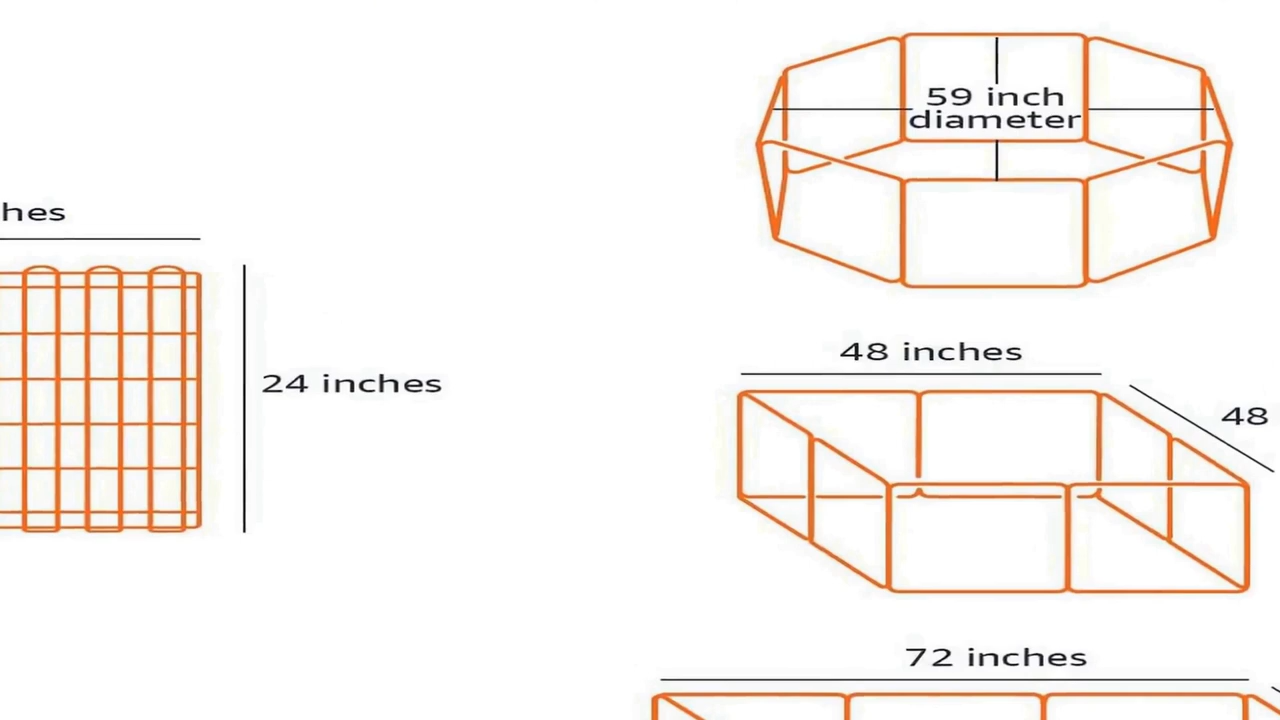 59 inch
diameter
hes
48 inches
24 inches
48
72 inches